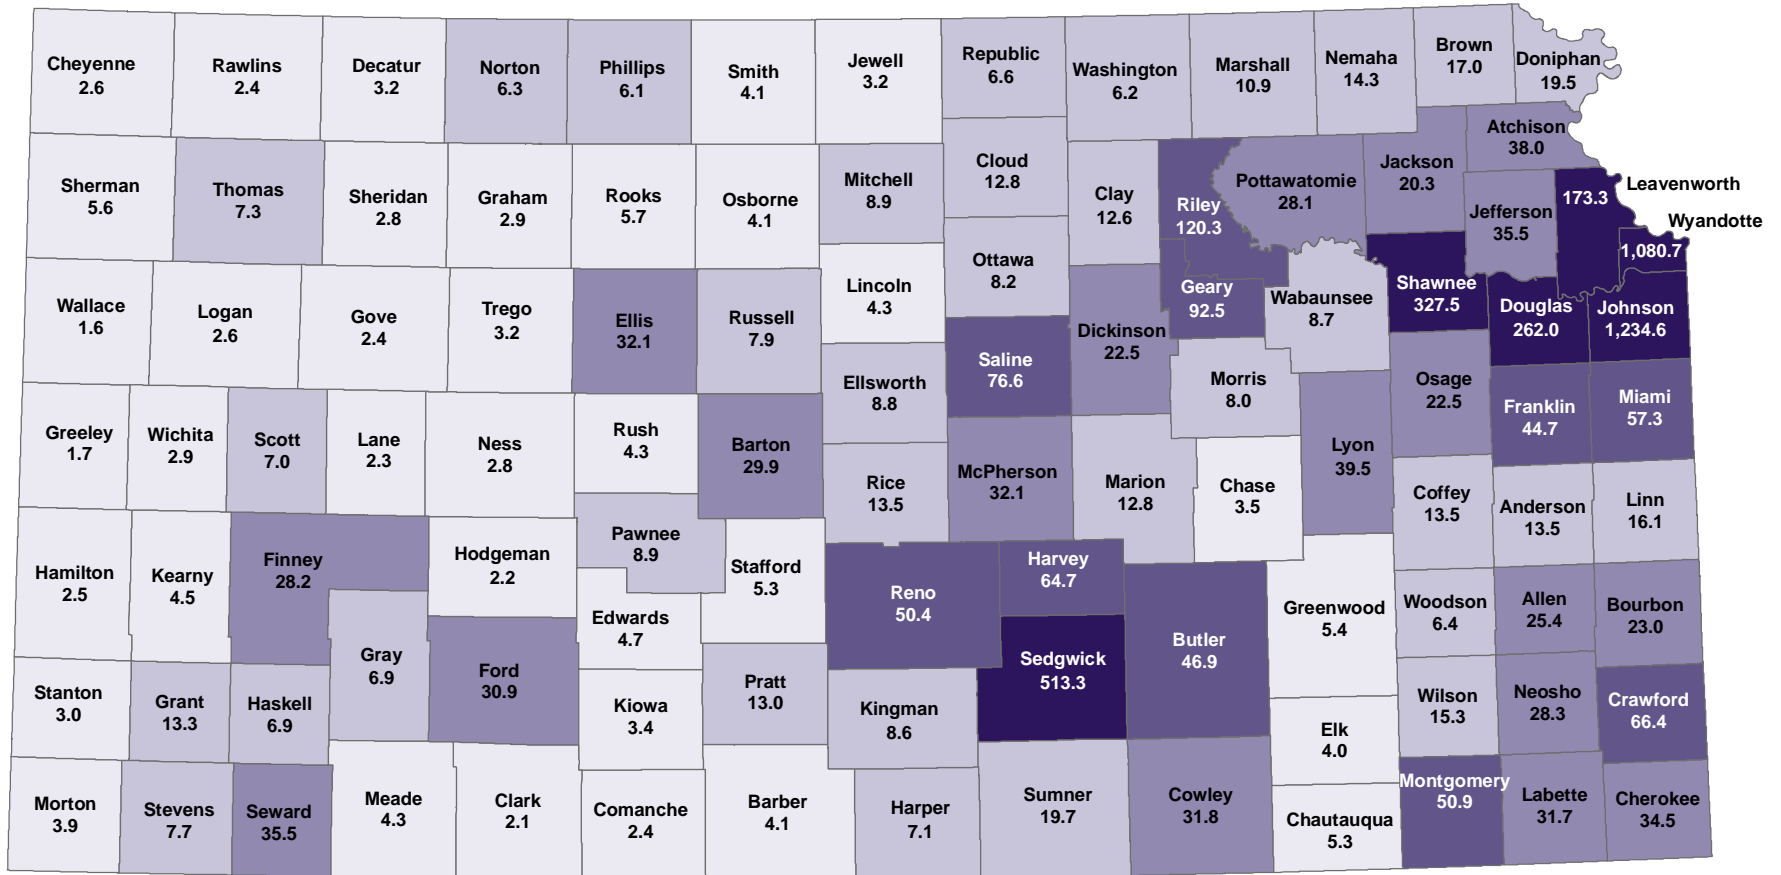 Cheyenne
2.6
Rawlins
2.4
Decatur
3.2
Norton
6.3
Phillips
6.1
Smith
4.1
Jewell
3.2
Republic
6.6
Washington
6.2
Marshall
10.9
Nemaha
14.3
Brown
17.0
Doniphan
19.5
Sherman
5.6
Thomas
7.3
Sheridan
2.8
Graham
2.9
Rooks
5.7
Osborne
4.1
Mitchell
8.9
Cloud
12.8
Clay
12.6
Riley
120.3
Pottawatomie
28.1
Jackson
20.3
Atchison
38.0
Jefferson
35.5
173.3
Leavenworth
Wyandotte
1,080.7
Wallace
1.6
Logan
2.6
Gove
2.4
Trego
3.2
Ellis
32.1
Russell
7.9
Lincoln
4.3
Ottawa
8.2
Saline
76.6
Dickinson
22.5
Geary
92.5
Wabaunsee
8.7
Shawnee
327.5
Douglas
262.0
Johnson
1,234.6
Greeley
1.7
Wichita
2.9
Scott
7.0
Lane
2.3
Ness
2.8
Rush
4.3
Barton
29.9
Ellsworth
8.8
Rice
13.5
McPherson
32.1
Marion
12.8
Morris
8.0
Chase
3.5
Lyon
39.5
Osage
22.5
Franklin
44.7
Miami
57.3
Coffey
13.5
Anderson
13.5
Linn
16.1
Hamilton
2.5
Kearny
4.5
Finney
28.2
Hodgeman
2.2
Pawnee
8.9
Stafford
5.3
Edwards
4.7
Reno
50.4
Harvey
64.7
Butler
46.9
Greenwood
5.4
Woodson
6.4
Allen
25.4
Bourbon
23.0
Stanton
3.0
Grant
13.3
Haskell
6.9
Gray
6.9
Ford
30.9
Kiowa
3.4
Pratt
13.0
Kingman
8.6
Sedgwick
513.3
Elk
4.0
Wilson
15.3
Neosho
28.3
Crawford
66.4
Morton
3.9
Stevens
7.7
Seward
35.5
Meade
4.3
Clark
2.1
Comanche
2.4
Barber
4.1
Harper
7.1
Sumner
19.7
Cowley
31.8
Chautauqua
5.3
Montgomery
50.9
Labette
31.7
Cherokee
34.5